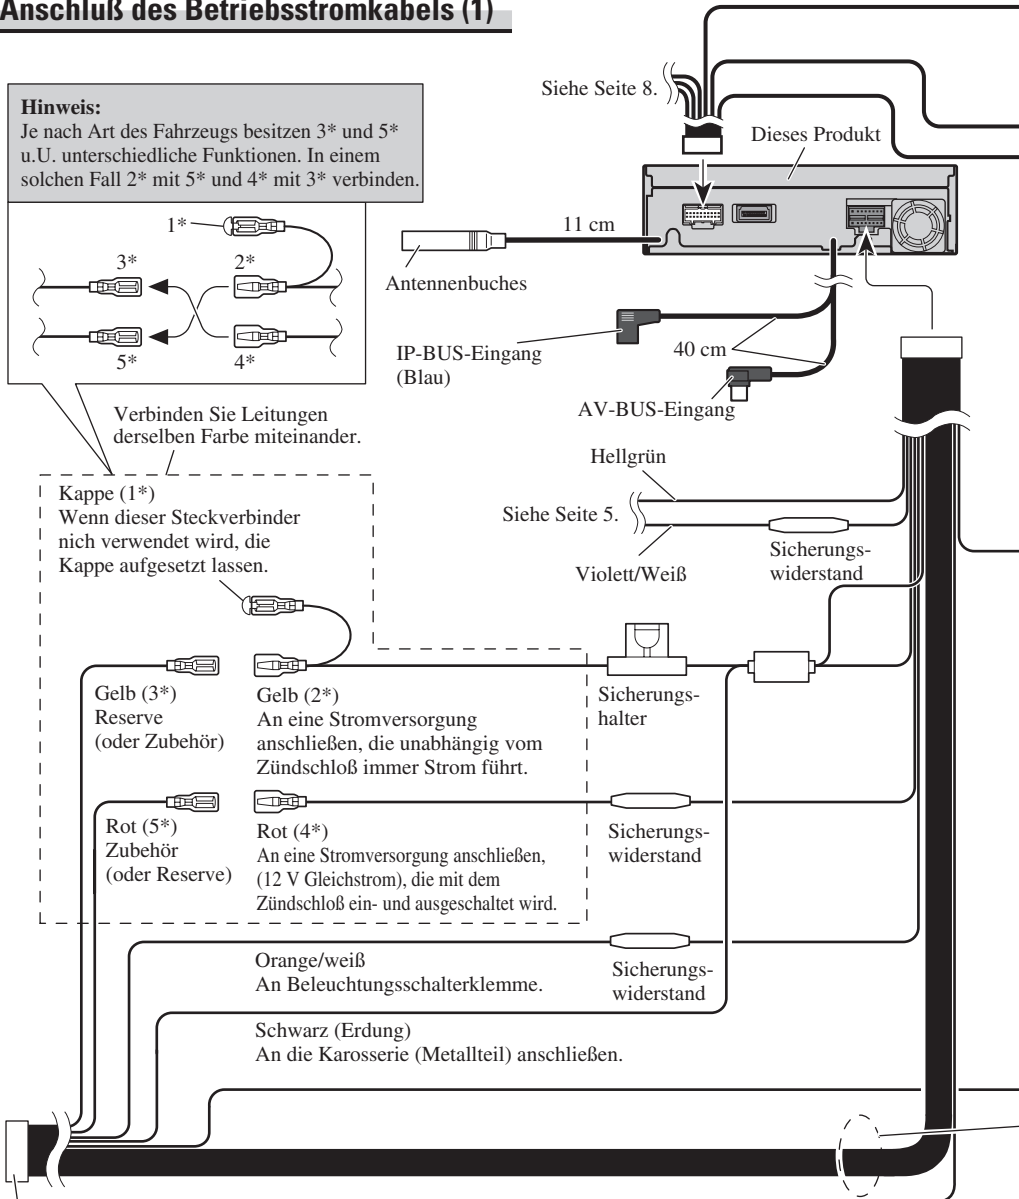 Anschluß des Betriebsstromkabels (1)
Hinweis:
Je nach Art des Fahrzeugs besitzen 3* und 5*
u.U. unterschiedliche Funktionen. In einem
solchen Fall 2* mit 5* und 4* mit 3* verbinden.
1*
3*
2*
5*
4*
Siehe Seite 8.
Dieses Produkt
11 cm
Antennenbuches
IP-BUS-Eingang
(Blau)
40 cm
AV-BUS-Eingang
Verbinden Sie Leitungen
derselben Farbe miteinander.
Hellgrün
Siehe Seite 5.
Violett/Weiß
Sicherungs-
widerstand
Kappe (1*)
Wenn dieser Steckverbinder
nich verwendet wird, die
Kappe aufgesetzt lassen.
Gelb (3*)
Reserve
(oder Zubehör)
Gelb (2*)
An eine Stromversorgung
anschließen, die unabhängig vom
Zündschloß immer Strom führt.
Sicherungs-
halter
Rot (5*)
Zubehör
(oder Reserve)
Rot (4*)
An eine Stromversorgung anschließen,
(12 V Gleichstrom), die mit dem
Zündschloß ein- und ausgeschaltet wird.
Sicherungs-
widerstand
Orange/weiß
An Beleuchtungsschalterklemme.
Sicherungs-
widerstand
Schwarz (Erdung)
An die Karosserie (Metallteil) anschließen.